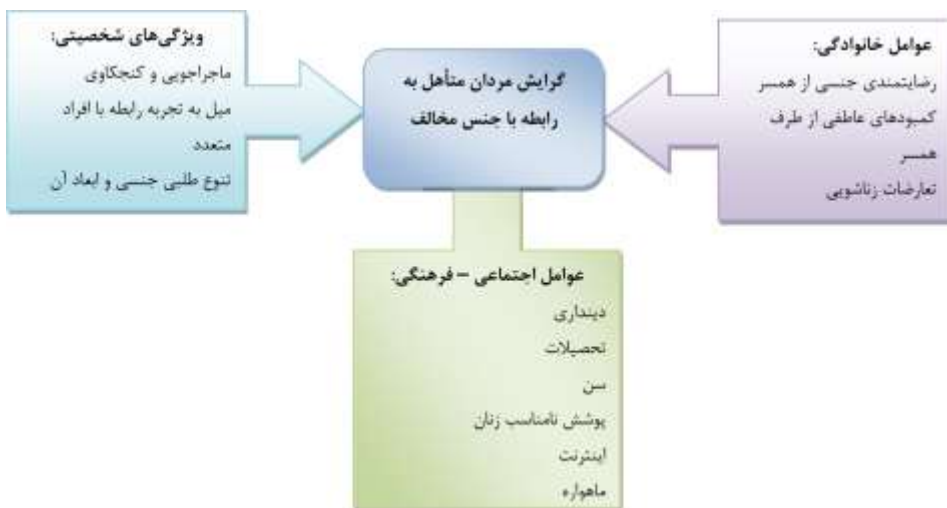 عوامل خانوادگی:
رضایتمندی جنسی از همسر
کمبودهای عاطفی از طرف
همسر
تعارضات زناشویی
گرایش مردان متأهل به
رابطه با جنس مخالف
ویژگی‌های شخصیتی:
ماجراجویی و کنجکاوی
میل به تجربه رابطه با افراد
متعدد
تنوع طلبی جنسی و ابعاد آن
عوامل اجتماعی – فرهنگی:
دینداری
تحصیلات
سن
پوشش نامناسب زنان
اینترنت
ماهواره